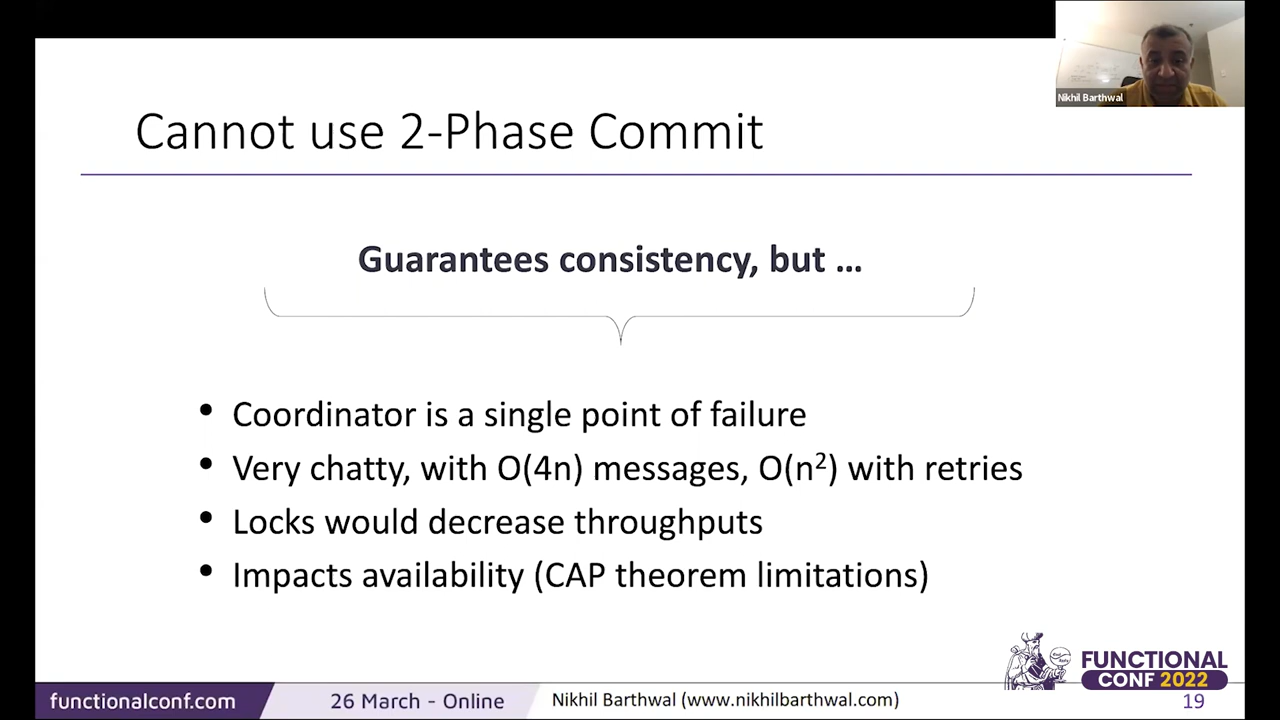 Nikhil Barthwal
Cannot use 2-Phase Commit
Guarantees consistency, but …
• Coordinator is a single point of failure
• Very chatty, with O(4n) messages, O(n²) with retries
• Locks would decrease throughputs
• Impacts availability (CAP theorem limitations)
FUNCTIONAL
CONF 2022
functionalconf.com
26 March - Online
Nikhil Barthwal (www.nikhilbarthwal.com)
19